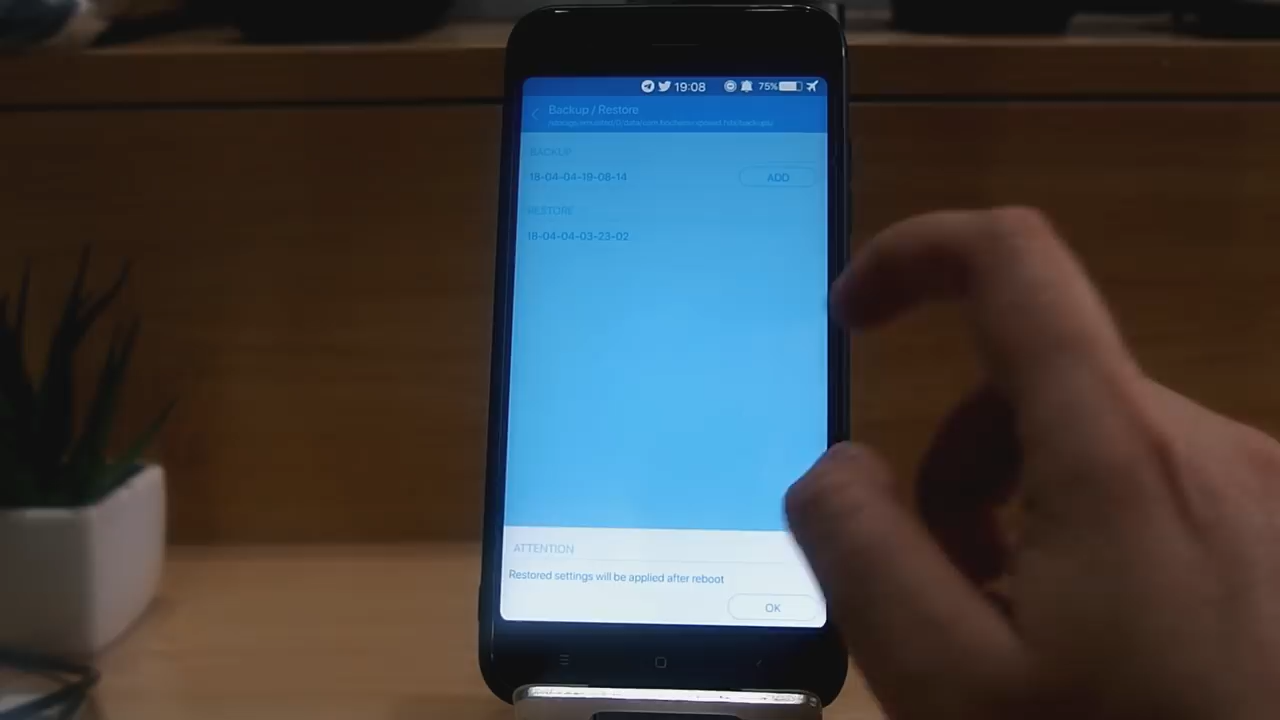 19:08 75%
Backup / Restore
BACKUP
18-04-04-19-08-14 ADD
RESTORE
18-04-04-03-23-02
ATTENTION
Restored settings will be applied after reboot
OK